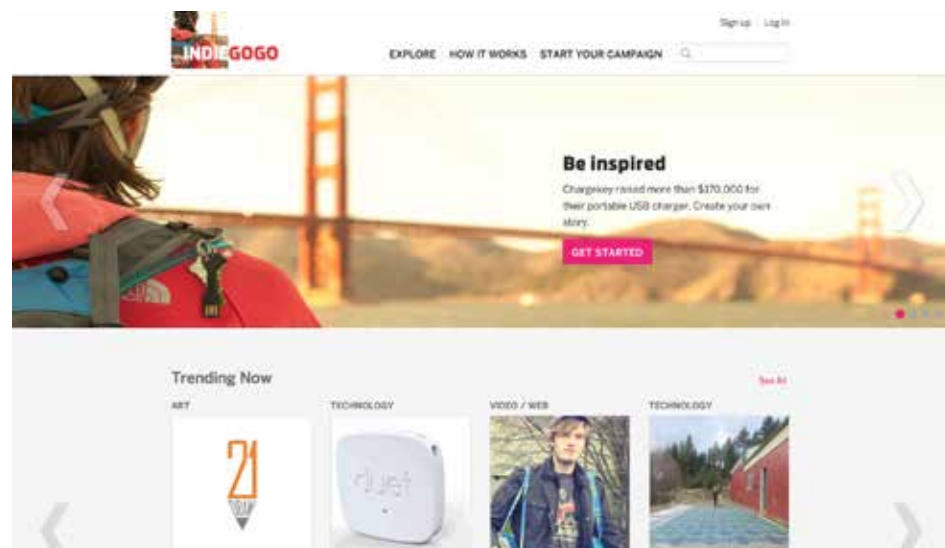 Sign up Log In
INDIEGOGO
EXPLORE HOW IT WORKS START YOUR CAMPAIGN
Be inspired
Chargekey raised more than $170,000 for
their portable USB charger. Create your own
story.
GET STARTED
Trending Now
See All
ART TECHNOLOGY VIDEO / WEB TECHNOLOGY
21
DRAW
duet